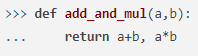 >>> def add_and_mul(a,b):
...     return a+b, a*b